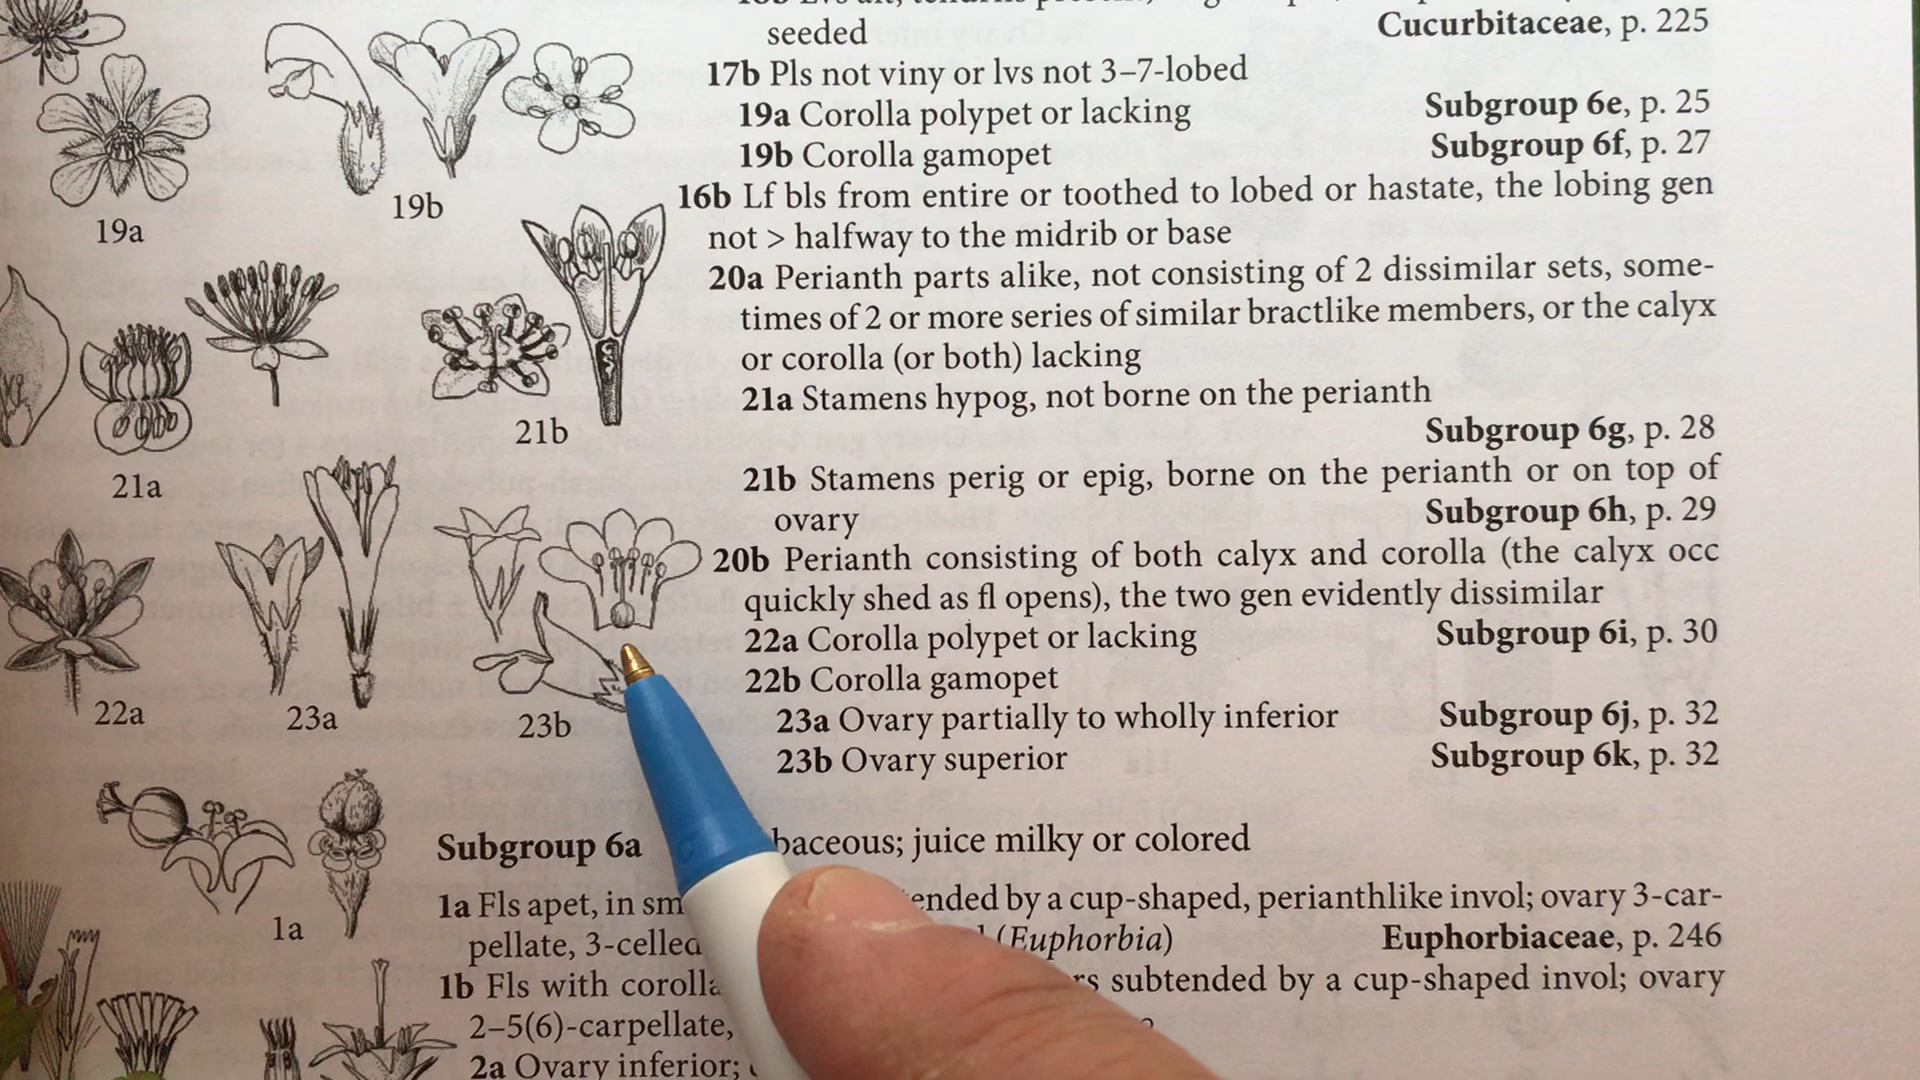 seeded Cucurbitaceae, p. 225
17b Pls not viny or lvs not 3–7-lobed
19a Corolla polypet or lacking Subgroup 6e, p. 25
19b Corolla gamopet Subgroup 6f, p. 27
16b Lf bls from entire or toothed to lobed or hastate, the lobing gen
not > halfway to the midrib or base
20a Perianth parts alike, not consisting of 2 dissimilar sets, some-
times of 2 or more series of similar bractlike members, or the calyx
or corolla (or both) lacking
21a Stamens hypog, not borne on the perianth
Subgroup 6g, p. 28
21b Stamens perig or epig, borne on the perianth or on top of
ovary Subgroup 6h, p. 29
20b Perianth consisting of both calyx and corolla (the calyx occ
quickly shed as fl opens), the two gen evidently dissimilar
22a Corolla polypet or lacking Subgroup 6i, p. 30
22b Corolla gamopet
23a Ovary partially to wholly inferior Subgroup 6j, p. 32
23b Ovary superior Subgroup 6k, p. 32
19a
19b
21a
21b
22a
23a
23b
Subgroup 6a baceous; juice milky or colored
1a Fls apet, in sm ended by a cup-shaped, perianthlike invol; ovary 3-car-
pellate, 3-celled (Euphorbia) Euphorbiaceae, p. 246
1b Fls with corolla rs subtended by a cup-shaped invol; ovary
2–5(6)-carpellate,
2a Ovary inferior;
1a